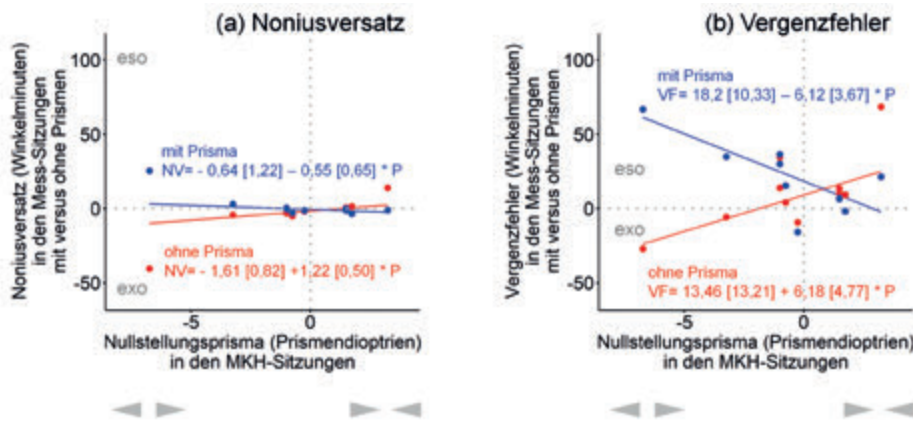 (a) Noniusversatz
Noniusversatz (Winkelminuten)
in den Mess-Sitzungen
mit versus ohne Prismen
100
50
0
-50
eso
exo
mit Prisma
NV= - 0,64 [1,22] – 0,55 [0,65] * P
ohne Prisma
NV= - 1,61 [0,82] +1,22 [0,50] * P
-5
0
Nullstellungsprisma (Prismendioptrien)
in den MKH-Sitzungen
(b) Vergenzfehler
Vergenzfehler (Winkelminuten)
in den Mess-Sitzungen
mit versus ohne Prismen
100
50
0
-50
eso
exo
mit Prisma
VF= 18,2 [10,33] – 6,12 [3,67] * P
ohne Prisma
VF= 13,46 [13,21] + 6,18 [4,77] * P
-5
0
Nullstellungsprisma (Prismendioptrien)
in den MKH-Sitzungen